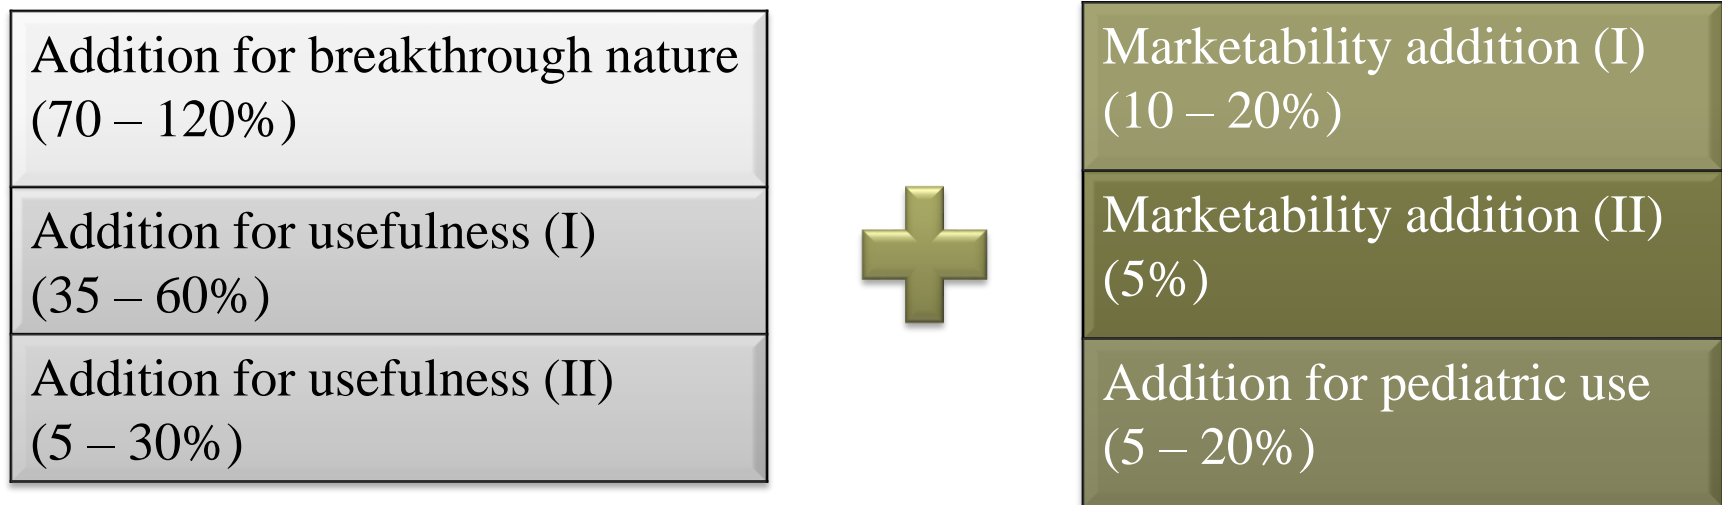 Addition for breakthrough nature
(70 – 120%)
Addition for usefulness (I)
(35 – 60%)
Addition for usefulness (II)
(5 – 30%)
Marketability addition (I)
(10 – 20%)
Marketability addition (II)
(5%)
Addition for pediatric use
(5 – 20%)